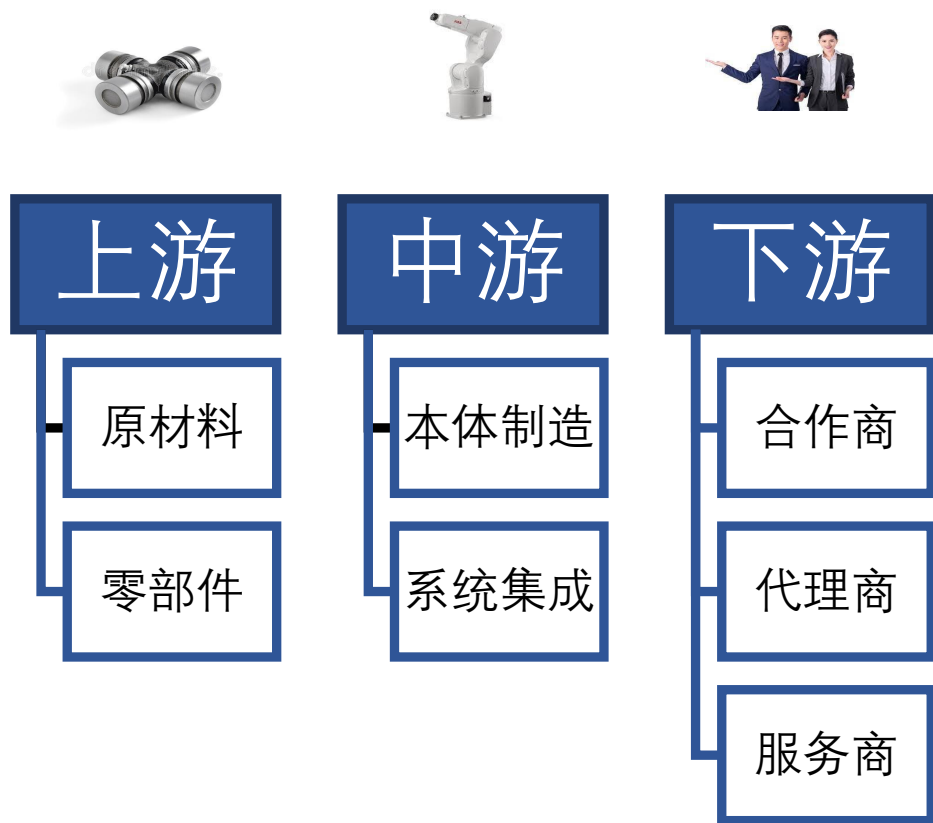 上游
中游
下游
原材料
本体制造
合作商
零部件
系统集成
代理商
服务商